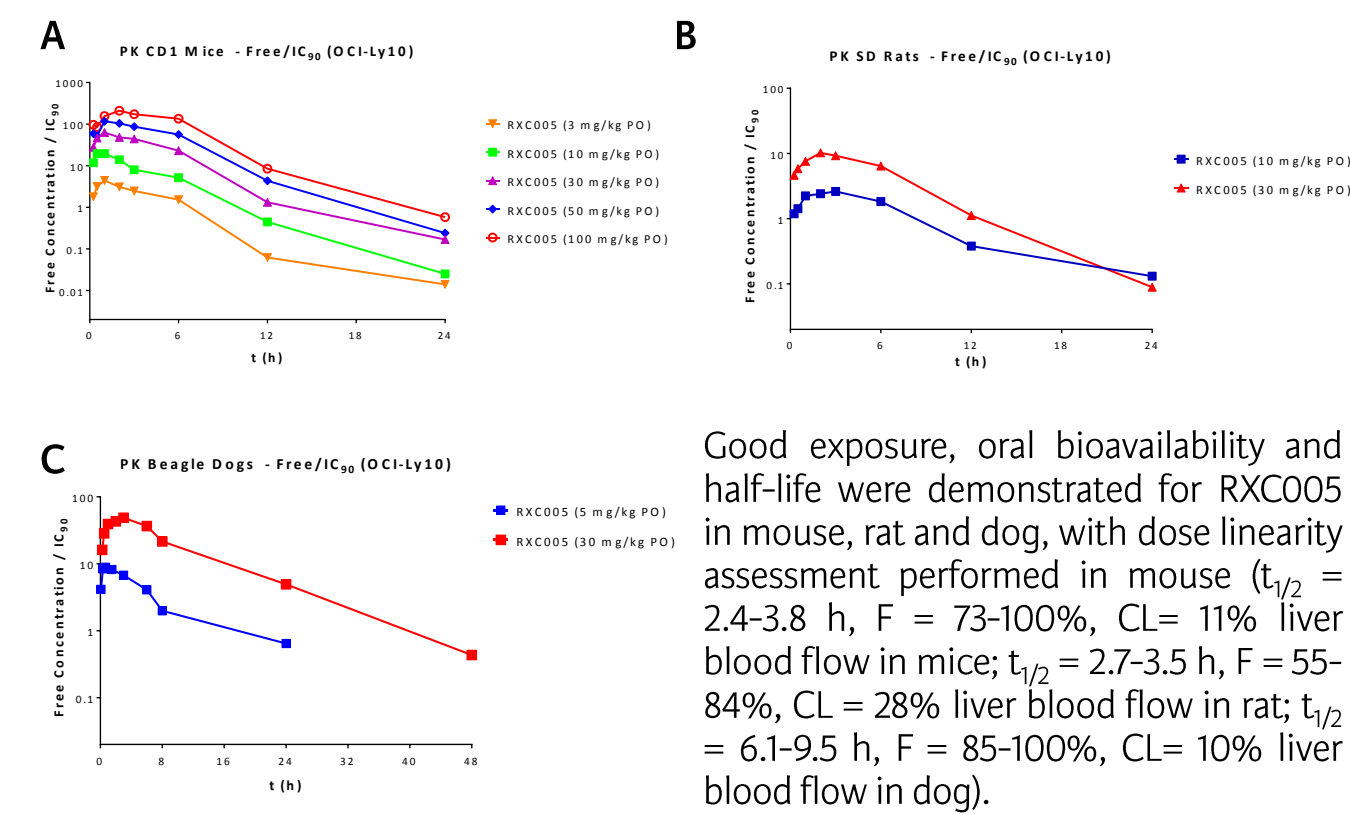 A
PK CD1 Mice - Free/IC90 (OCI-Ly10)
Free Concentration / IC90
1000
100
10
1
0.1
0.01
0
6
12
18
24
t (h)
RXC005 (3 mg/kg PO)
RXC005 (10 mg/kg PO)
RXC005 (30 mg/kg PO)
RXC005 (50 mg/kg PO)
RXC005 (100 mg/kg PO)
B
PK SD Rats - Free/IC90 (OCI-Ly10)
Free Concentration / IC90
100
10
1
0.1
0
6
12
18
24
t (h)
RXC005 (10 mg/kg PO)
RXC005 (30 mg/kg PO)
C
PK Beagle Dogs - Free/IC90 (OCI-Ly10)
Free Concentration / IC90
100
10
1
0.1
0
8
16
24
32
40
48
t (h)
RXC005 (5 mg/kg PO)
RXC005 (30 mg/kg PO)
Good exposure, oral bioavailability and
half-life were demonstrated for RXC005
in mouse, rat and dog, with dose linearity
assessment performed in mouse (t1/2 =
2.4-3.8 h, F = 73-100%, CL= 11% liver
blood flow in mice; t1/2 = 2.7-3.5 h, F = 55-
84%, CL = 28% liver blood flow in rat; t1/2
= 6.1-9.5 h, F = 85-100%, CL= 10% liver
blood flow in dog).